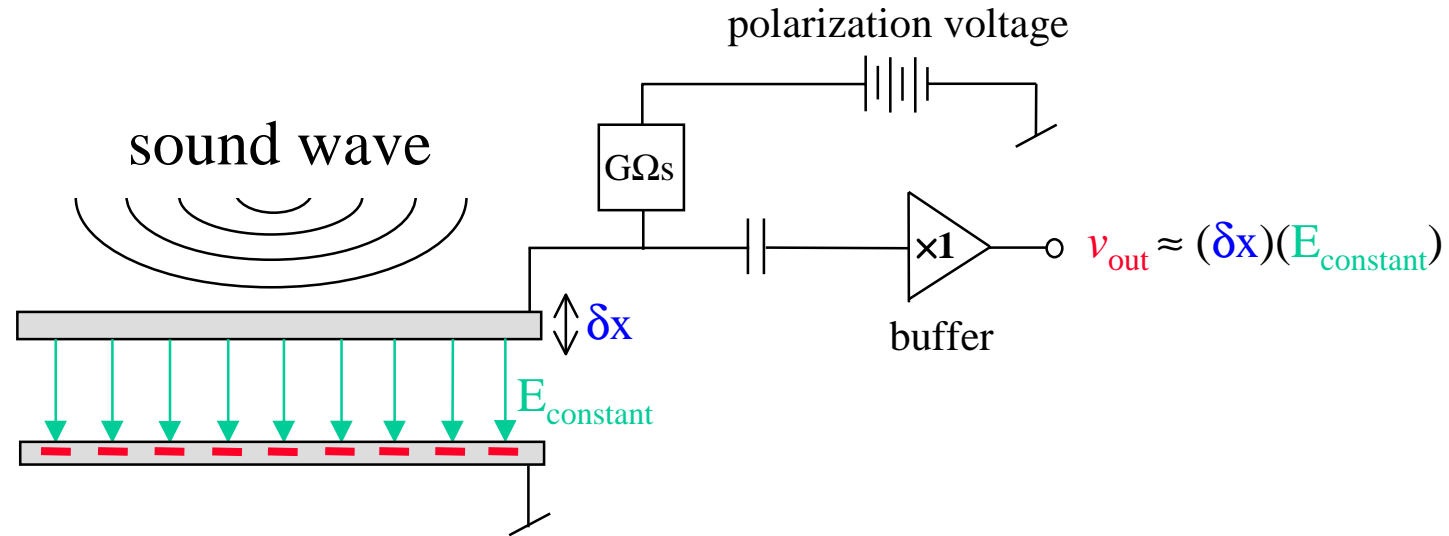 polarization voltage
sound wave
GΩs
×1
v_out ≈ (δx)(E_constant)
δx
buffer
E_constant